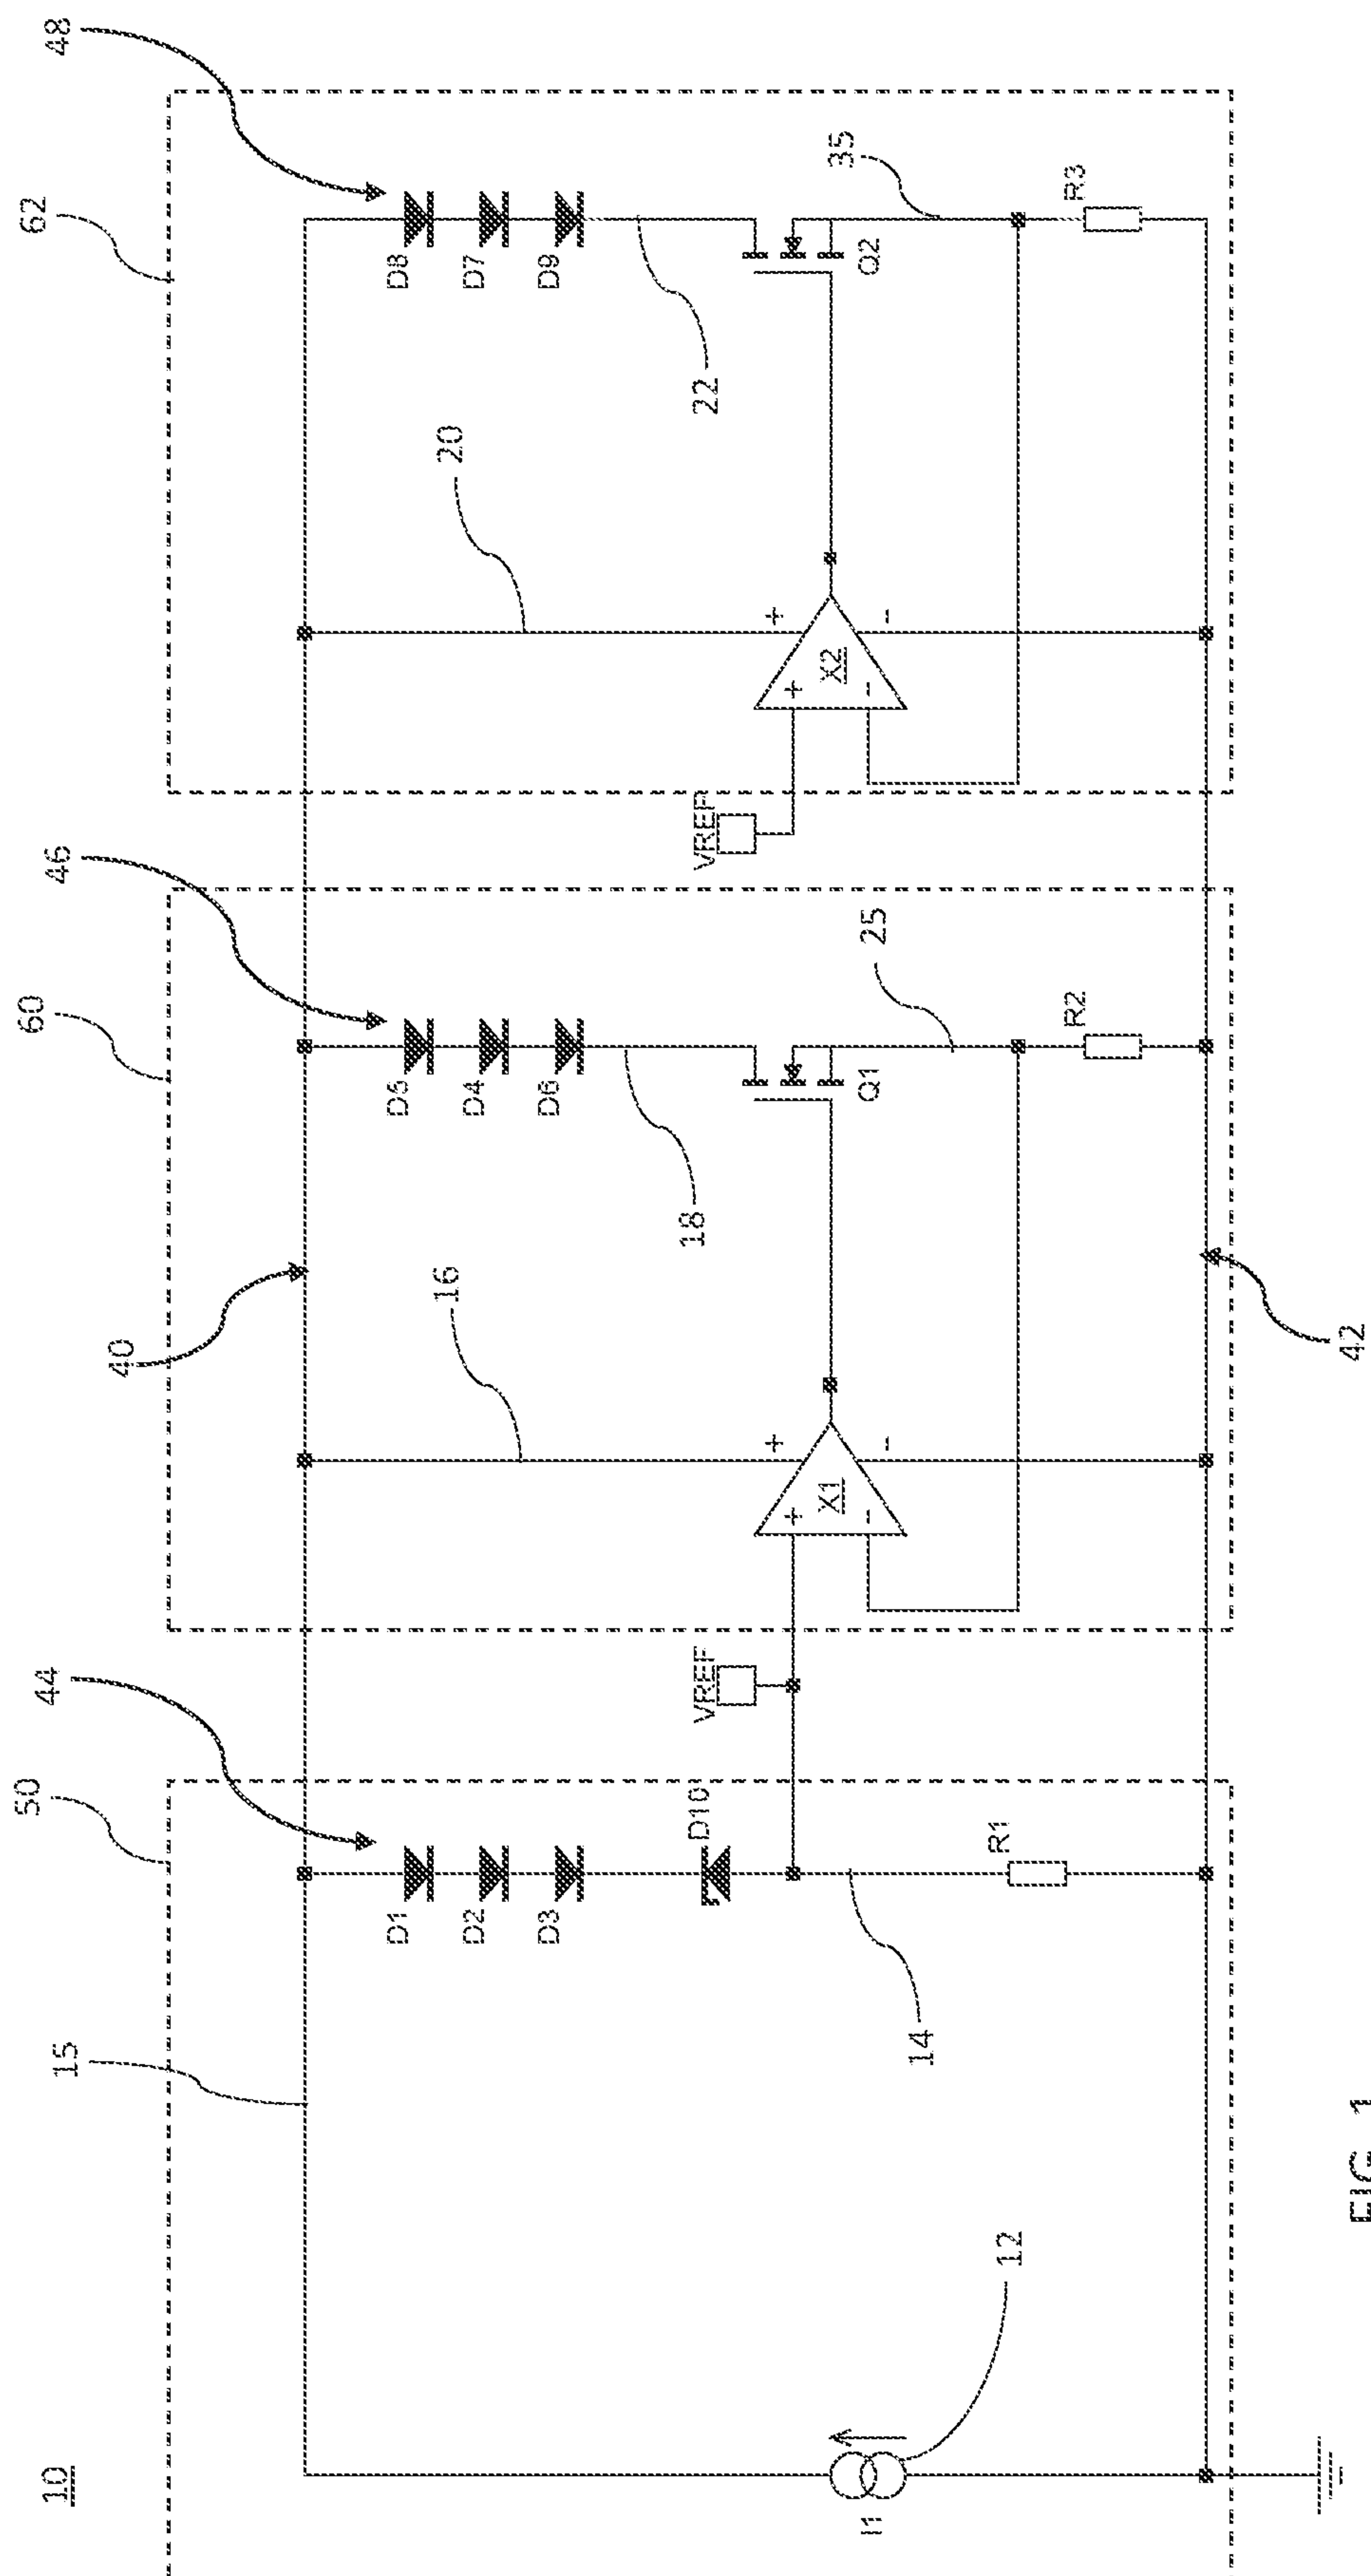 10
15
50
44
40
60
46
62
48
D1
D2
D3
D10
VREF
14
R1
I1
12
16
X1
+
-
+
-
D5
D4
D6
18
Q1
25
R2
42
VREF
20
X2
+
-
+
-
D8
D7
D9
22
Q2
35
R3
FIG. 1